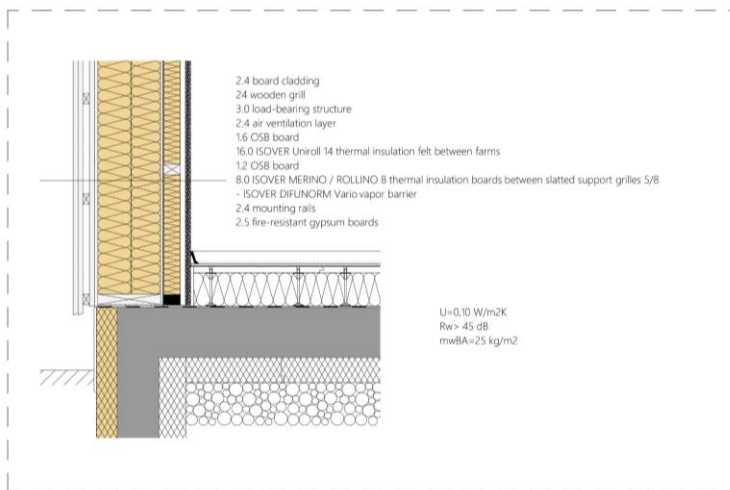 2.4 board cladding
24 wooden grill
3.0 load-bearing structure
2.4 air ventilation layer
1.6 OSB board
16.0 ISOVER Uniroll 14 thermal insulation felt between farms
1.2 OSB board
8.0 ISOVER MERINO / ROLLINO 8 thermal insulation boards between slatted support grilles 5/8
- ISOVER DIFUNORM Vario vapor barrier
2.4 mounting rails
2.5 fire-resistant gypsum boards
U=0,10 W/m2K
Rw> 45 dB
mwBA=25 kg/m2